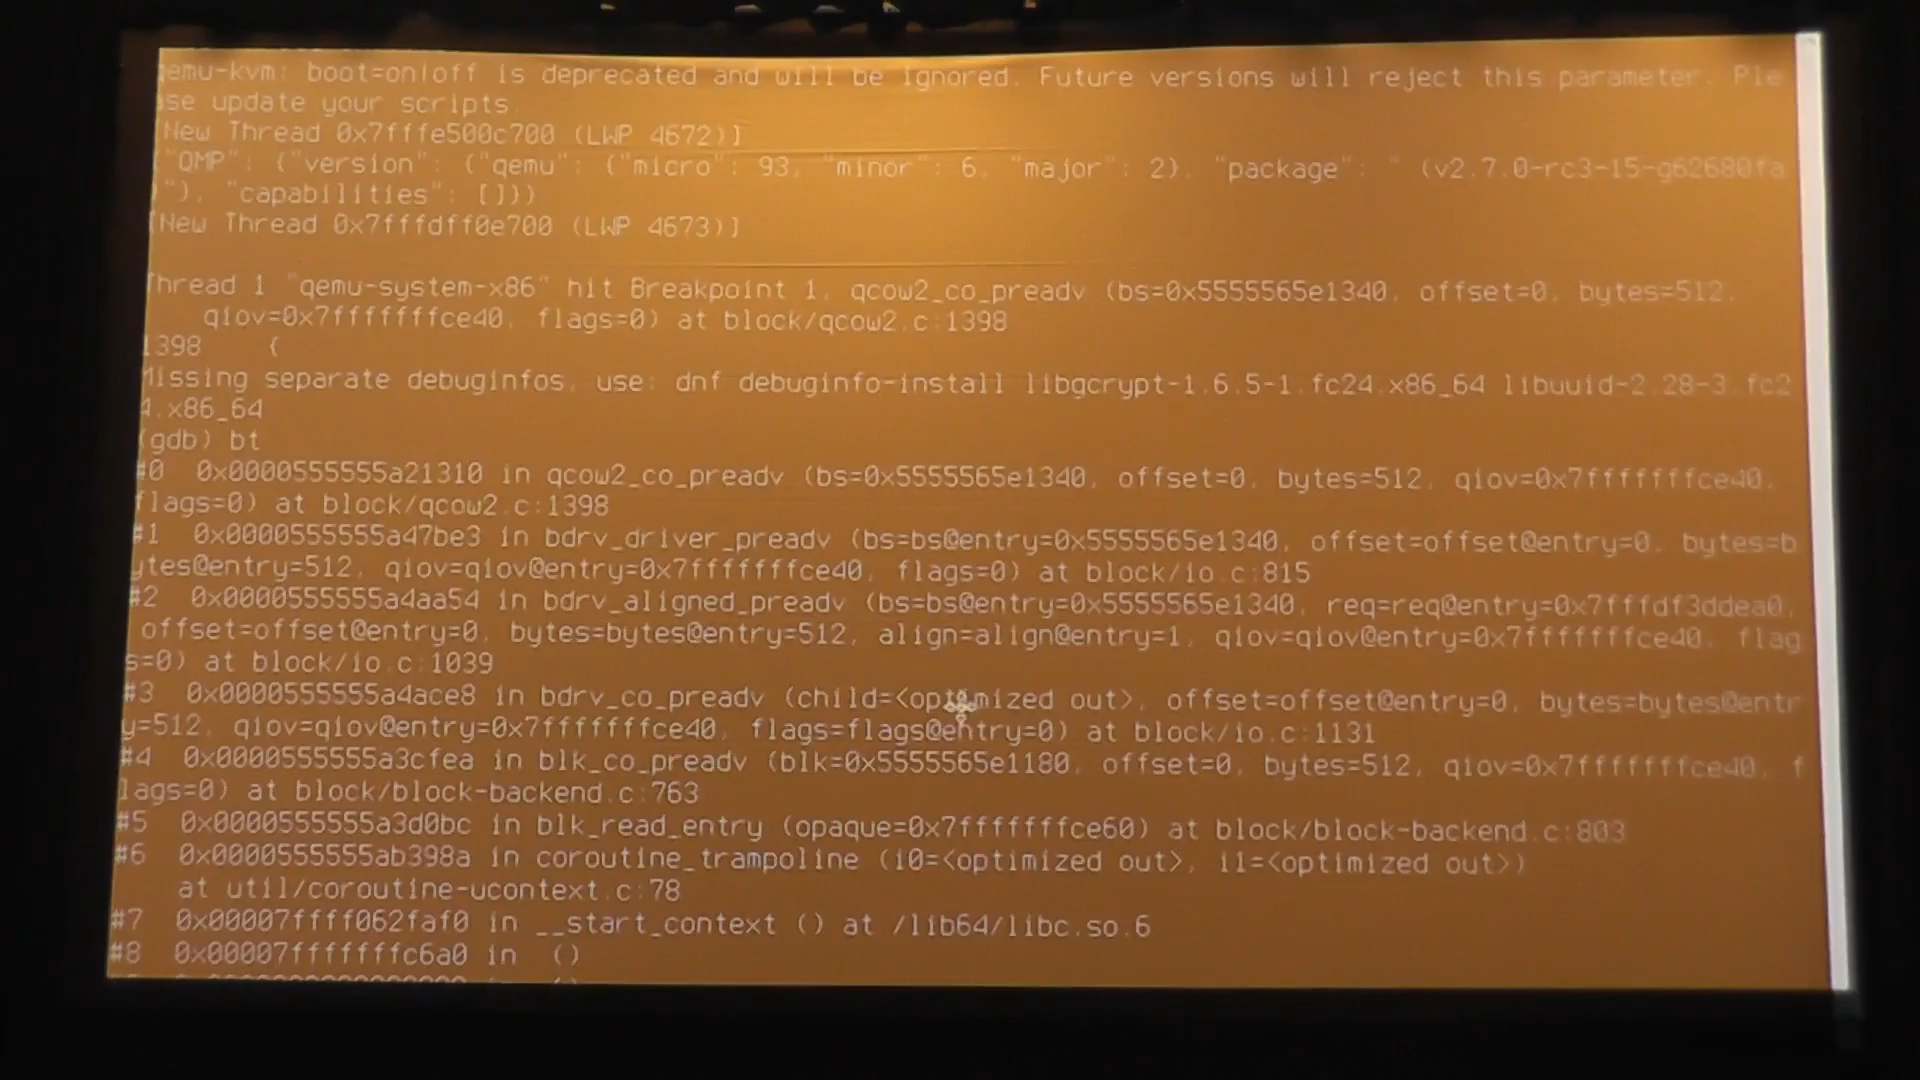 qemu-kvm: boot=on|off is deprecated and will be ignored. Future versions will reject this parameter. Ple
ase update your scripts.
[New Thread 0x7fffe500c700 (LWP 4672)]
{"QMP": {"version": {"qemu": {"micro": 93, "minor": 6, "major": 2}, "package": " (v2.7.0-rc3-15-g62680fa
)"}, "capabilities": []}}
[New Thread 0x7fffdff0e700 (LWP 4673)]
Thread 1 "qemu-system-x86" hit Breakpoint 1, qcow2_co_preadv (bs=0x5555565e1340, offset=0, bytes=512,
qiov=0x7fffffffce40, flags=0) at block/qcow2.c:1398
1398 {
Missing separate debuginfos, use: dnf debuginfo-install libgcrypt-1.6.5-1.fc24.x86_64 libuuid-2.28-3.fc2
4.x86_64
(gdb) bt
#0 0x0000555555a21310 in qcow2_co_preadv (bs=0x5555565e1340, offset=0, bytes=512, qiov=0x7fffffffce40,
flags=0) at block/qcow2.c:1398
#1 0x0000555555a47be3 in bdrv_driver_preadv (bs=bs@entry=0x5555565e1340, offset=offset@entry=0, bytes=b
ytes@entry=512, qiov=qiov@entry=0x7fffffffce40, flags=0) at block/io.c:815
#2 0x0000555555a4aa54 in bdrv_aligned_preadv (bs=bs@entry=0x5555565e1340, req=req@entry=0x7fffdf3ddea0,
offset=offset@entry=0, bytes=bytes@entry=512, align=align@entry=1, qiov=qiov@entry=0x7fffffffce40, flag
s=0) at block/io.c:1039
#3 0x0000555555a4ace8 in bdrv_co_preadv (child=<optimized out>, offset=offset@entry=0, bytes=bytes@entr
y=512, qiov=qiov@entry=0x7fffffffce40, flags=flags@entry=0) at block/io.c:1131
#4 0x0000555555a3cfea in blk_co_preadv (blk=0x5555565e1180, offset=0, bytes=512, qiov=0x7fffffffce40, f
lags=0) at block/block-backend.c:763
#5 0x0000555555a3d0bc in blk_read_entry (opaque=0x7fffffffce60) at block/block-backend.c:803
#6 0x0000555555ab398a in coroutine_trampoline (i0=<optimized out>, i1=<optimized out>)
at util/coroutine-ucontext.c:78
#7 0x00007ffff062faf0 in __start_context () at /lib64/libc.so.6
#8 0x00007fffffffc6a0 in ()